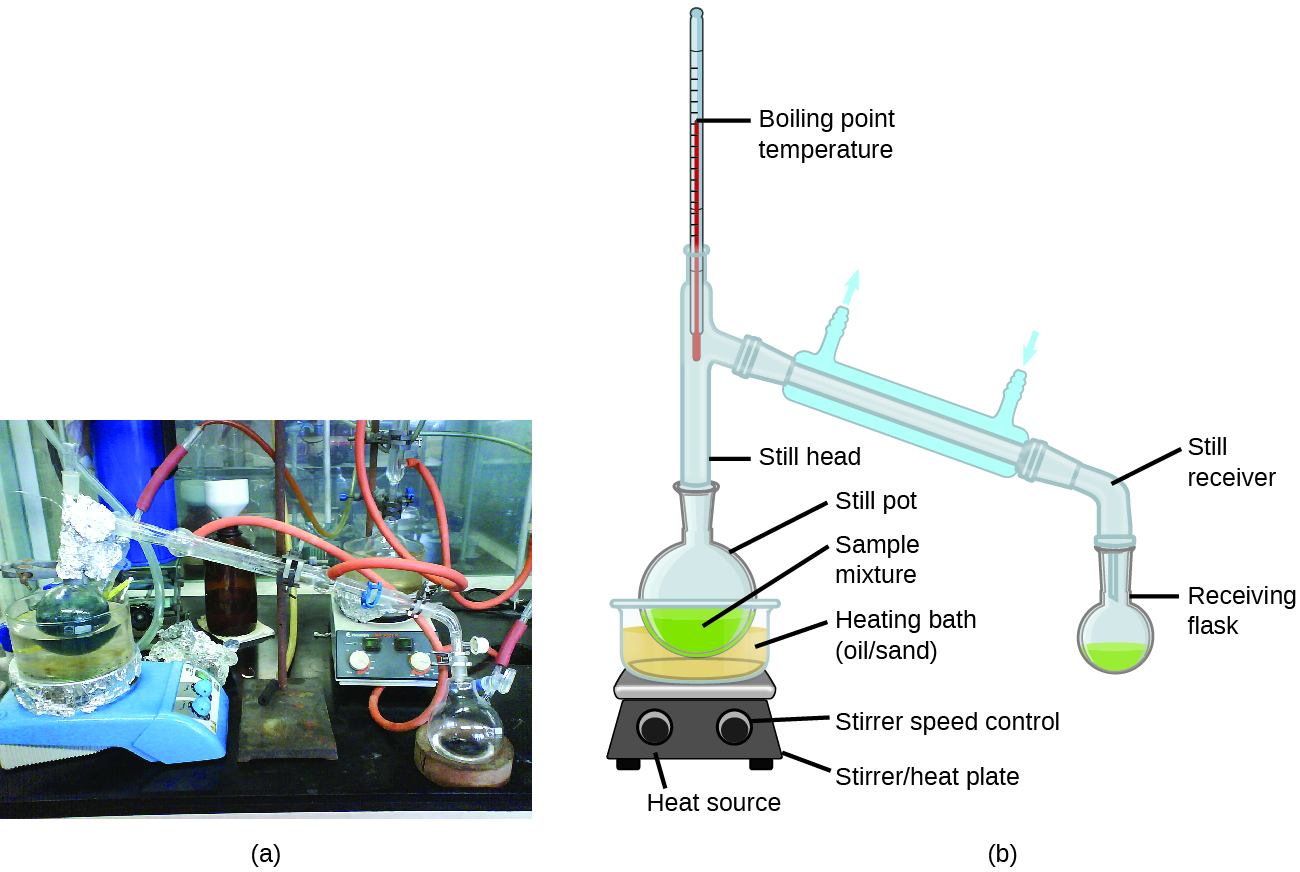 Boiling point
temperature
Still head
Still pot
Sample
mixture
Heating bath
(oil/sand)
Stirrer speed control
Stirrer/heat plate
Heat source
Still
receiver
Receiving
flask
(a)
(b)